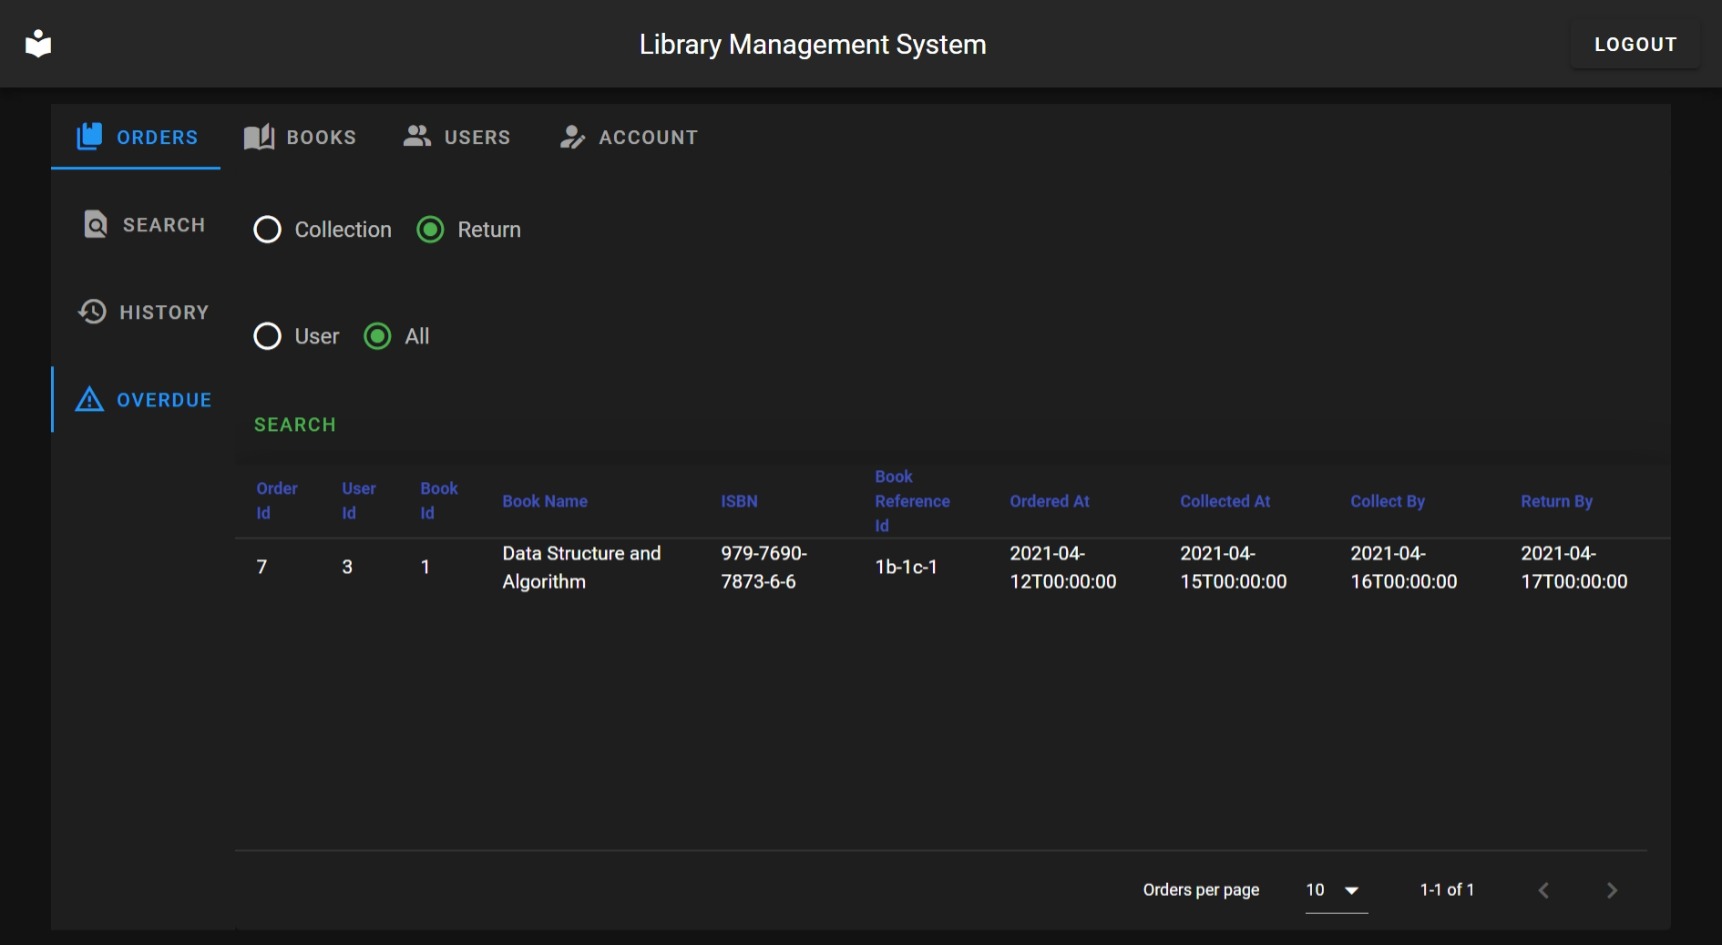 Library Management System
LOGOUT
ORDERS
BOOKS
USERS
ACCOUNT
SEARCH
HISTORY
OVERDUE
Collection
Return
User
All
SEARCH
Order
Id
User
Id
Book
Id
Book Name
ISBN
Book
Reference
Id
Ordered At
Collected At
Collect By
Return By
7
3
1
Data Structure and
Algorithm
979-7690-
7873-6-6
1b-1c-1
2021-04-
12T00:00:00
2021-04-
15T00:00:00
2021-04-
16T00:00:00
2021-04-
17T00:00:00
Orders per page
10
1-1 of 1